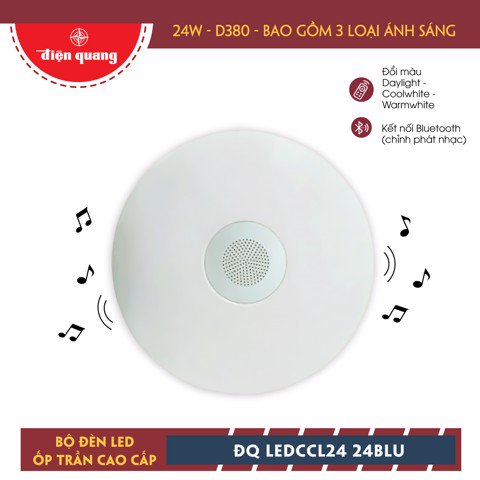 điện quang
24W - D380 - BAO GỒM 3 LOẠI ÁNH SÁNG
Đổi màu
Daylight -
Coolwhite -
Warmwhite
Kết nối Bluetooth
(chỉnh phát nhạc)
BỘ ĐÈN LED
ỐP TRẦN CAO CẤP
ĐQ LEDCCL24 24BLU